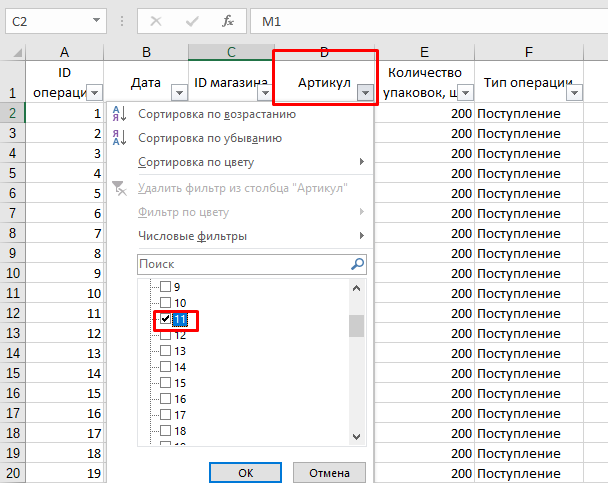 C2 M1
A B C D E F
ID Количество
операци Дата ID магазина Артикул упаковок, ш Тип операции
1
2 1 200 Поступление
Сортировка по возрастанию
3 2 200 Поступление
Сортировка по убыванию
4 3 200 Поступление
Сортировка по цвету
5 4 200 Поступление
Удалить фильтр из столбца "Артикул"
6 5 200 Поступление
7 6 200 Поступление
Фильтр по цвету
8 7 200 Поступление
Числовые фильтры
9 8 200 Поступление
Поиск
10 9 200 Поступление
9
11 10 200 Поступление
10
12 11 200 Поступление
11
13 12 200 Поступление
12
13
14 13 200 Поступление
14
15 14 200 Поступление
15
16 15 200 Поступление
16
17 16 200 Поступление
17
18 17 200 Поступление
18
19 18 200 Поступление
20 19 200 Поступление
ОК Отмена